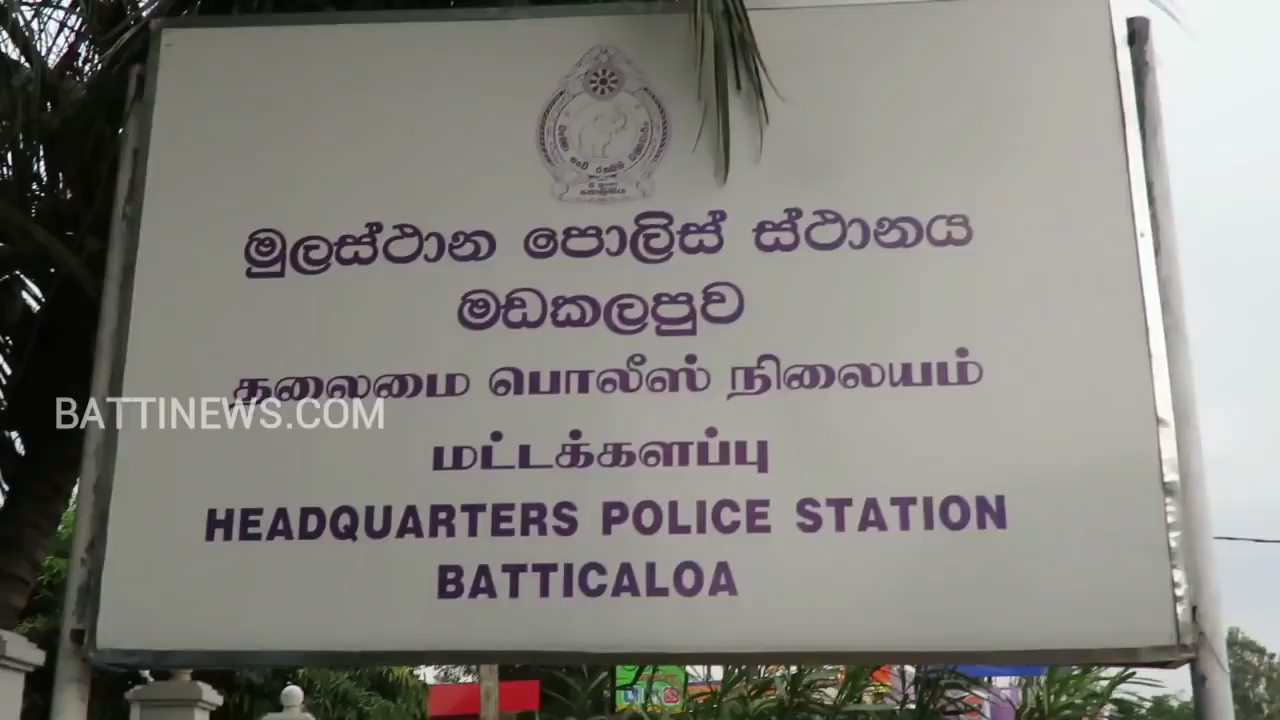 මුලස්ථාන පොලිස් ස්ථානය
මඩකලපුව
தலைமை பொலீஸ் நிலையம்
BATTINEWS.COM
மட்டக்களப்பு
HEADQUARTERS POLICE STATION
BATTICALOA